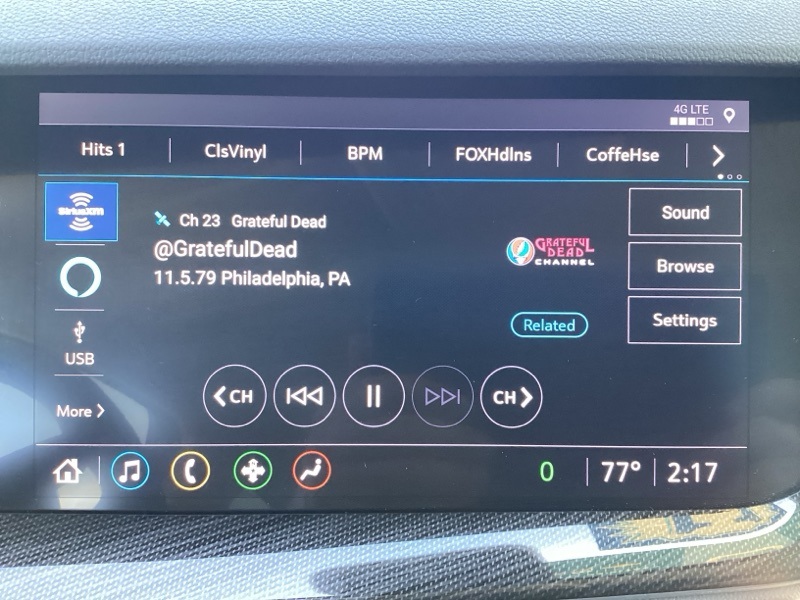 4G LTE
Hits 1
ClsVinyl
BPM
FOXHdlns
CoffeHse
SiriusXM
Ch 23 Grateful Dead
@GratefulDead
11.5.79 Philadelphia, PA
GRATEFUL
DEAD
CHANNEL
Related
Sound
Browse
Settings
USB
More
CH
CH
0
77°
2:17